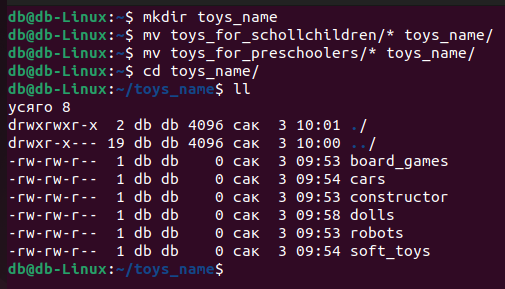 db@db-Linux:~$ mkdir toys_name
db@db-Linux:~$ mv toys_for_schollchildren/* toys_name/
db@db-Linux:~$ mv toys_for_preschoolers/* toys_name/
db@db-Linux:~$ cd toys_name/
db@db-Linux:~/toys_name$ ll
усяго 8
drwxrwxr-x  2 db db 4096 сак  3 10:01 ./
drwxr-x--- 19 db db 4096 сак  3 10:00 ../
-rw-rw-r--  1 db db    0 сак  3 09:53 board_games
-rw-rw-r--  1 db db    0 сак  3 09:54 cars
-rw-rw-r--  1 db db    0 сак  3 09:53 constructor
-rw-rw-r--  1 db db    0 сак  3 09:58 dolls
-rw-rw-r--  1 db db    0 сак  3 09:53 robots
-rw-rw-r--  1 db db    0 сак  3 09:54 soft_toys
db@db-Linux:~/toys_name$